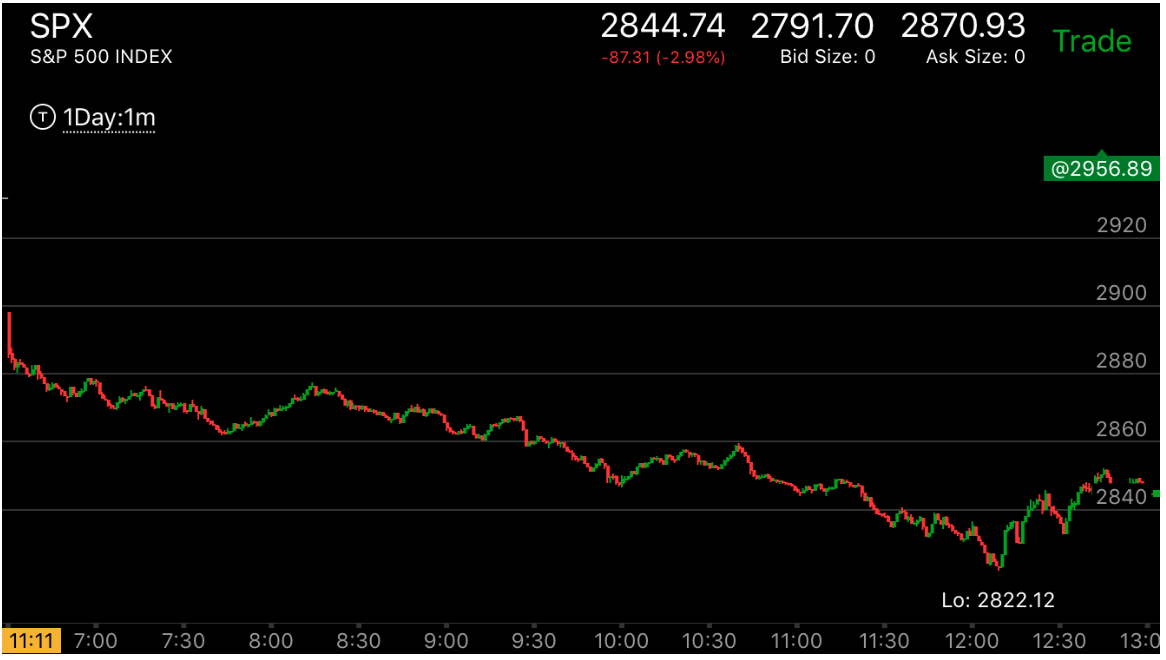 SPX 2844.74 2791.70 2870.93 Trade
S&P 500 INDEX -87.31 (-2.98%) Bid Size: 0 Ask Size: 0
T 1Day:1m
@2956.89
2920
2900
2880
2860
2840
Lo: 2822.12
11:11 7:00 7:30 8:00 8:30 9:00 9:30 10:00 10:30 11:00 11:30 12:00 12:30 13:0